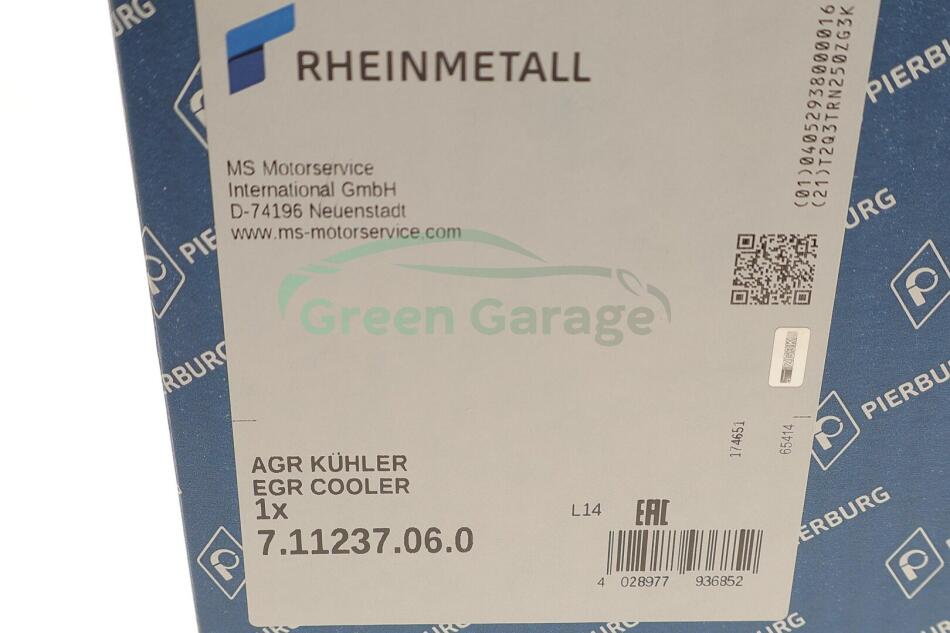 RHEINMETALL
MS Motorservice
International GmbH
D-74196 Neuenstadt
www.ms-motorservice.com
(01)04052938000016
(21)T2Q3TRN250ZG3K
Green Garage
174651
65414
AGR KÜHLER
EGR COOLER
1x
7.11237.06.0
L14
EAC
4 028977 936852
PIERBURG
PIERBURG
PIERBURG
PIERBURG
PIERBURG